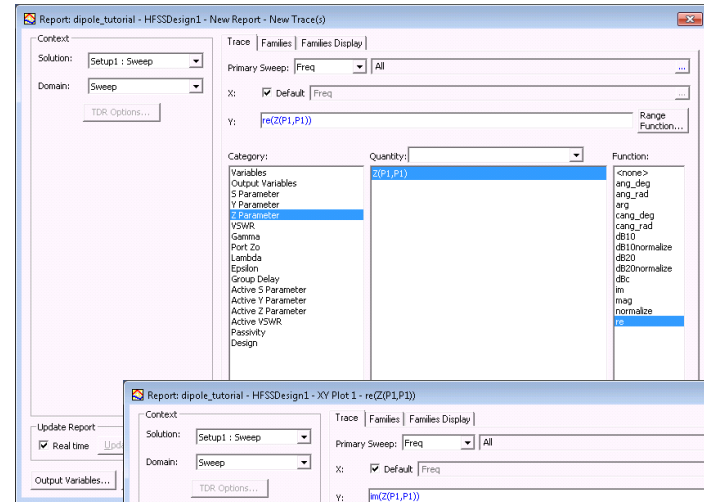 Report: dipole_tutorial - HFSSDesign1 - New Report - New Trace(s)
Context
Solution: Setup1 : Sweep
Domain: Sweep
TDR Options...
Trace Families Families Display
Primary Sweep: Freq All ...
X: Default Freq ...
Y: re(Z(P1,P1)) Range Function...
Category: Quantity: Function:
Variables
Output Variables
S Parameter
Y Parameter
Z Parameter
VSWR
Gamma
Port Zo
Lambda
Epsilon
Group Delay
Active S Parameter
Active Y Parameter
Active Z Parameter
Active VSWR
Passivity
Design
Z(P1,P1)
<none>
ang_deg
ang_rad
arg
cang_deg
cang_rad
dB10
dB10normalize
dB20
dB20normalize
dBc
im
mag
normalize
re
Update Report
Real time
Output Variables...
Report: dipole_tutorial - HFSSDesign1 - XY Plot 1 - re(Z(P1,P1))
Context
Solution: Setup1 : Sweep
Domain: Sweep
TDR Options...
Trace Families Families Display
Primary Sweep: Freq All
X: Default Freq
Y: im(Z(P1,P1))